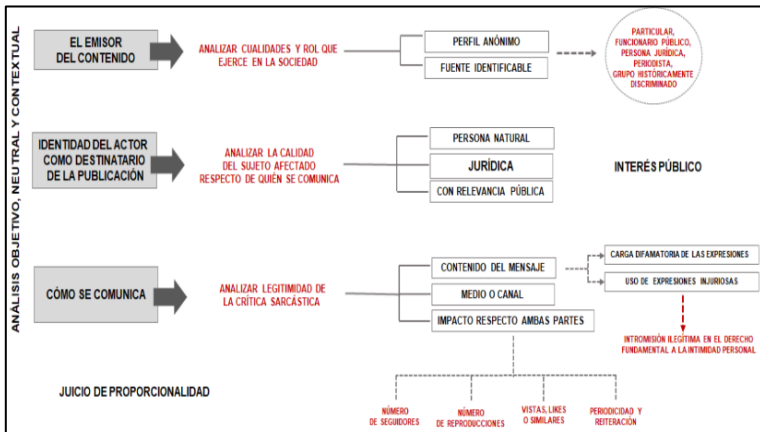 ANÁLISIS OBJETIVO, NEUTRAL Y CONTEXTUAL
EL EMISOR
DEL CONTENIDO
ANALIZAR CUALIDADES Y ROL QUE
EJERCE EN LA SOCIEDAD
PERFIL ANÓNIMO
FUENTE IDENTIFICABLE
PARTICULAR,
FUNCIONARIO PÚBLICO,
PERSONA JURÍDICA,
PERIODISTA,
GRUPO HISTÓRICAMENTE
DISCRIMINADO
IDENTIDAD DEL ACTOR
COMO DESTINATARIO
DE LA PUBLICACIÓN
ANALIZAR LA CALIDAD
DEL SUJETO AFECTADO
RESPECTO DE QUIÉN SE COMUNICA
PERSONA NATURAL
JURÍDICA
CON RELEVANCIA PÚBLICA
INTERÉS PÚBLICO
CÓMO SE COMUNICA
ANALIZAR LEGITIMIDAD DE
LA CRÍTICA SARCÁSTICA
CONTENIDO DEL MENSAJE
MEDIO O CANAL
IMPACTO RESPECTO AMBAS PARTES
CARGA DIFAMATORIA DE LAS EXPRESIONES
USO DE EXPRESIONES INJURIOSAS
INTROMISIÓN ILEGÍTIMA EN EL DERECHO
FUNDAMENTAL A LA INTIMIDAD PERSONAL
JUICIO DE PROPORCIONALIDAD
NÚMERO
DE SEGUIDORES
NÚMERO
DE REPRODUCCIONES
VISTAS, LIKES
O SIMILARES
PERIODICIDAD Y
REITERACIÓN